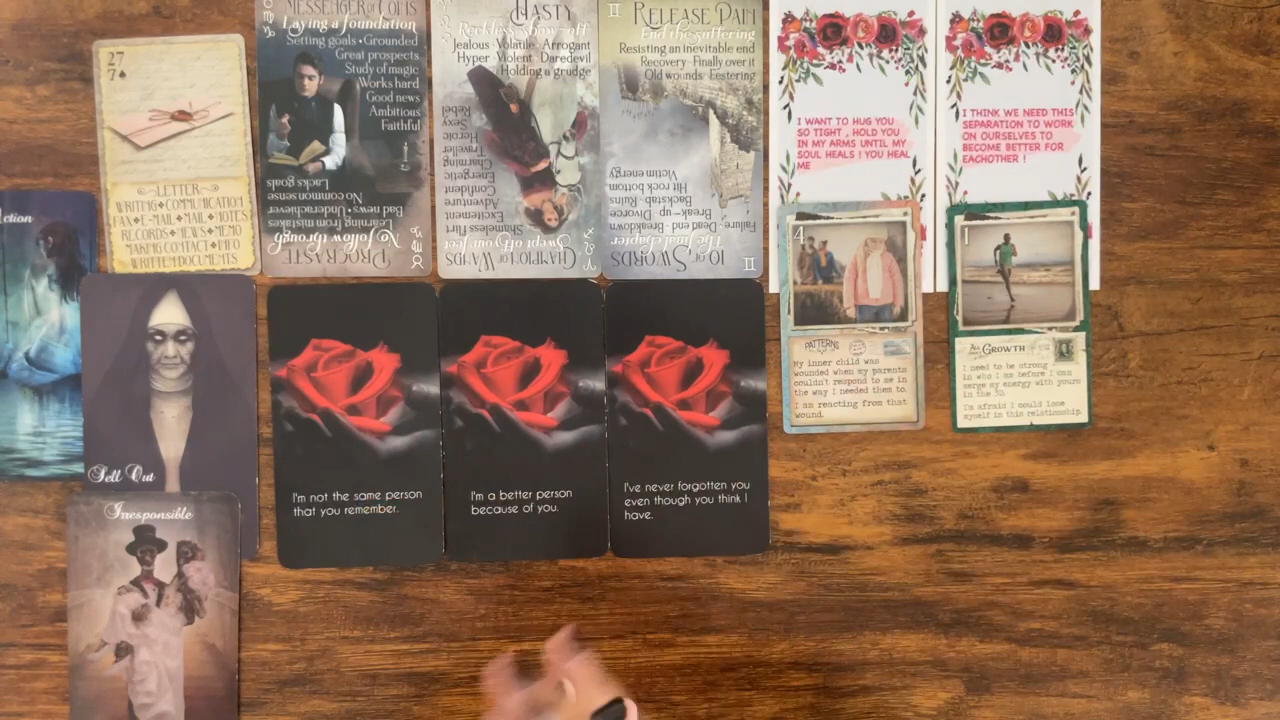 27
7♠
LETTER
WRITING❖COMMUNICATION
FAX❖E-MAIL❖MAIL❖NOTES
RECORDS❖NEWS❖MEMO
MAKING CONTACT❖INFO
WRITTEN DOCUMENTS
MESSENGER OF COINS
Laying a foundation
Setting goals • Grounded
Great prospects
Study of magic
Works hard
Good news
Ambitious
Faithful
PROCRASTE
No follow through
Learning from mistakes
Bad news • Underachiever
No common sense
Lacks goals
HASTY
Reckless show-off
Jealous Volatile Arrogant
Hyper Violent Daredevil
Holding a grudge
CHAMPION OF WANDS
Swept off your feet
Shameless Flirt
Excitement
Adventure
Confident
Energetic
Charming
Traveller
Heroic
Sexy
Rebel
RELEASE PAIN
End the suffering
Resisting an inevitable end
Recovery Finally over it
Old wounds Festering
10 OF SWORDS
The final chapter
Failure Dead end Breakdown
Break-up Divorce
Backstab Ruins
Hit rock bottom
Victim energy
I WANT TO HUG YOU
SO TIGHT , HOLD YOU
IN MY ARMS UNTIL MY
SOUL HEALS ! YOU HEAL
ME
I THINK WE NEED THIS
SEPARATION TO WORK
ON OURSELVES TO
BECOME BETTER FOR
EACHOTHER !
ction
Sell Out
Irresponsible
I'm not the same person
that you remember.
I'm a better person
because of you.
I've never forgotten you
even though you think I
have.
4
PATTERNS
My inner child was
wounded when my parents
couldn't respond to me in
the way I needed them to.
I am reacting from that
wound.
1
GROWTH
I need to be strong
in who I am before I can
merge my energy with yours
in the 3D.
I'm afraid I could lose
myself in this relationship.